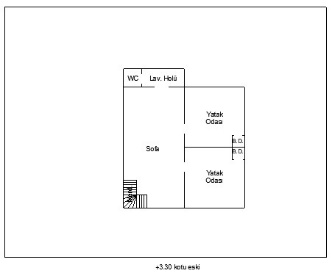 WC
Lav. Holü
Yatak
Odası
B.D.
Sofa
B.D.
Yatak
Odası
+3.30 kotu eski